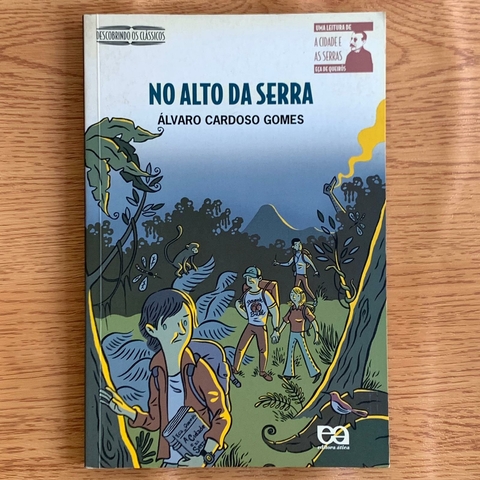 DESCOBRINDO OS CLÁSSICOS
UMA LEITURA DE
A CIDADE E
AS SERRAS
EÇA DE QUEIRÓS
NO ALTO DA SERRA
ÁLVARO CARDOSO GOMES
editora ática